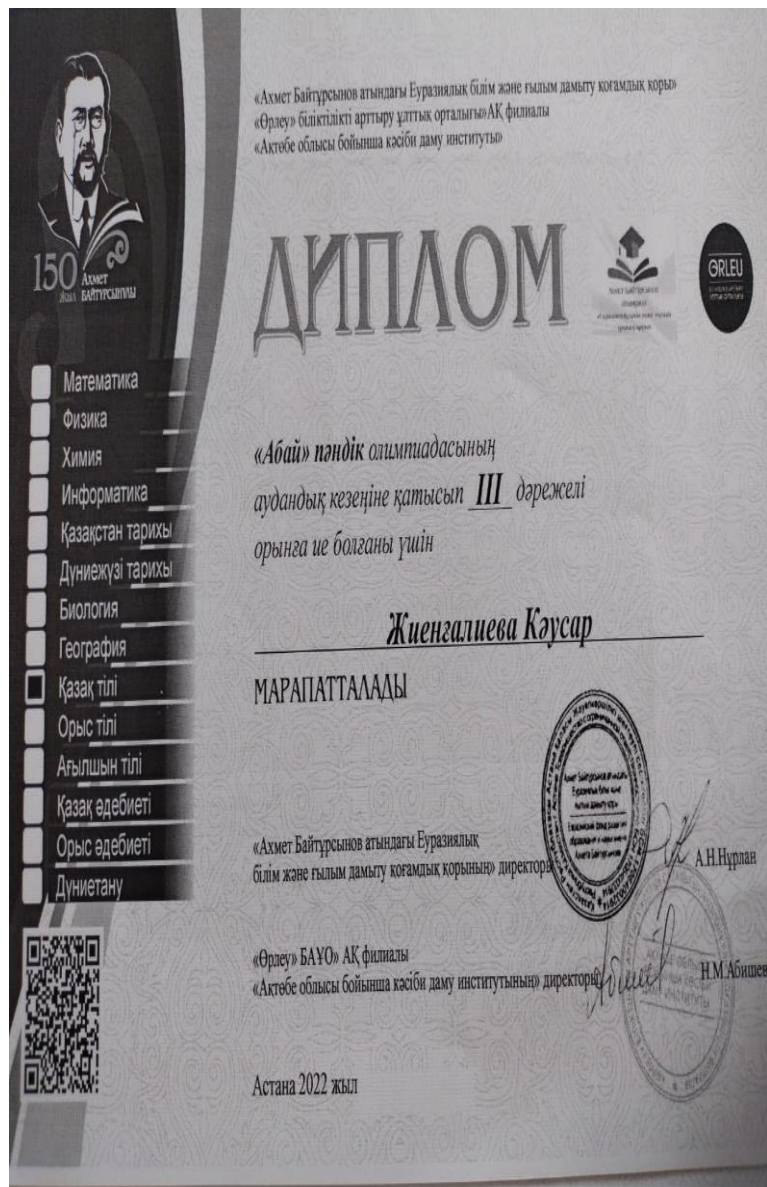 «Ахмет Байтұрсынов атындағы Еуразиялық білім және ғылым дамыту қоғамдық қоры»
«Өрлеу» біліктілікті арттыру ұлттық орталығы»АҚ филиалы
«Ақтөбе облысы бойынша кәсіби даму институты»
150 жыл
Ахмет
БАЙТҰРСЫНҰЛЫ
ДИПЛОМ
ӘRLEU
Математика
Физика
Химия
Информатика
Қазақстан тарихы
Дүниежүзі тарихы
Биология
География
Қазақ тілі
Орыс тілі
Ағылшын тілі
Қазақ әдебиеті
Орыс әдебиеті
Дүниетану
«Абай» пәндік олимпиадасының
аудандық кезеңіне қатысып III дәрежелі
орынға ие болғаны үшін
Жиенғалиева Кәусар
МАРАПАТТАЛАДЫ
«Ахмет Байтұрсынов атындағы Еуразиялық
білім және ғылым дамыту қоғамдық қорының» директоры
А.Н.Нұрлан
«Өрлеу» БАҰО» АҚ филиалы
«Ақтөбе облысы бойынша кәсіби даму институтының» директоры
Н.М.Абишев
Астана 2022 жыл